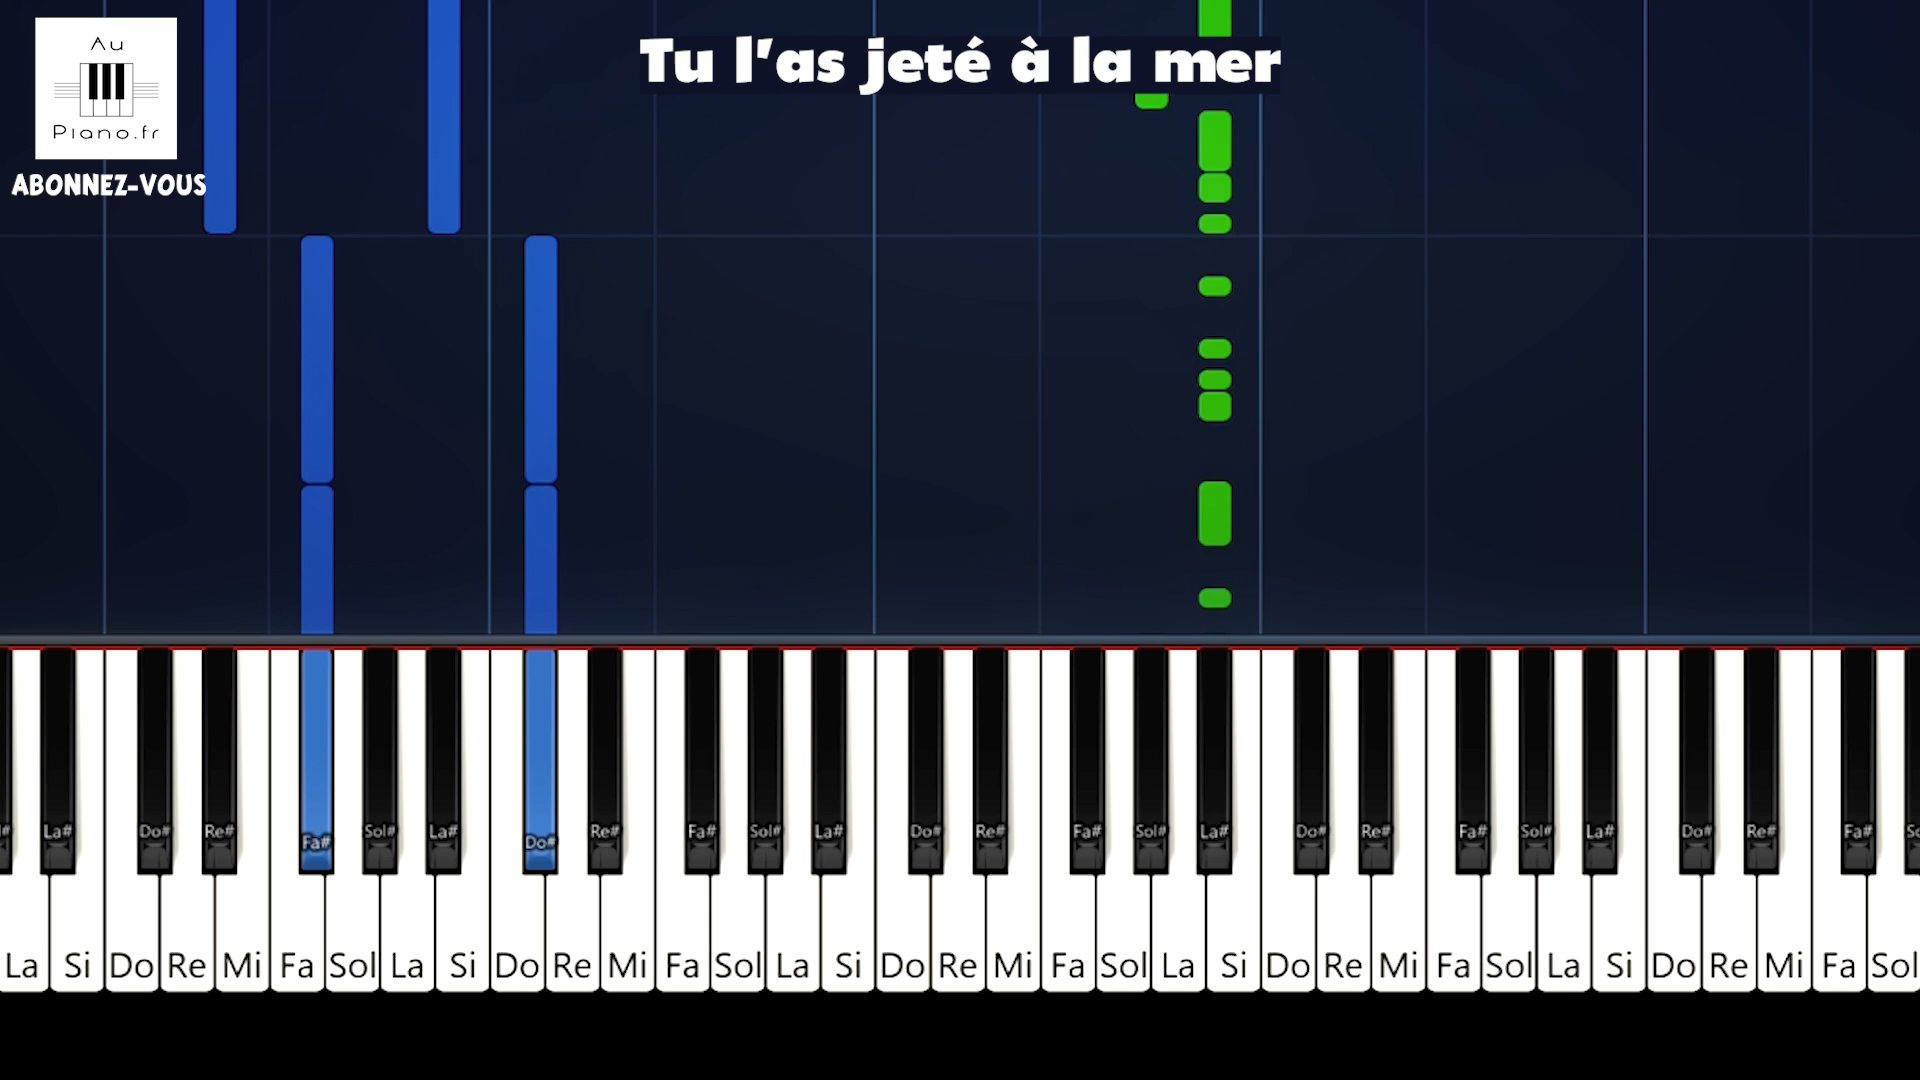 Tu l'as jeté à la mer
Au
Piano.fr
ABONNEZ-VOUS
La# Do# Re# Fa# Sol# La# Do# Re# Fa# Sol# La# Do# Re# Fa# Sol# La# Do# Re# Fa# Sol# La# Do# Re# Fa#
La Si Do Re Mi Fa Sol La Si Do Re Mi Fa Sol La Si Do Re Mi Fa Sol La Si Do Re Mi Fa Sol La Si Do Re Mi Fa Sol